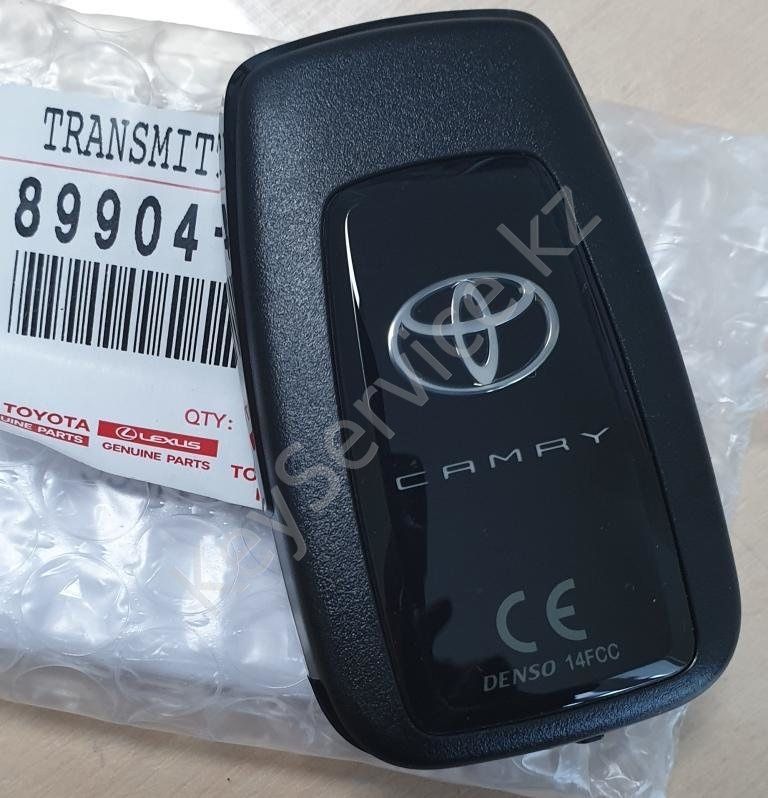 TRANSMIT
89904-
TOYOTA
GENUINE PARTS
LEXUS
GENUINE PARTS
QTY:
CAMRY
CE
DENSO 14FCC
KeyService.kz